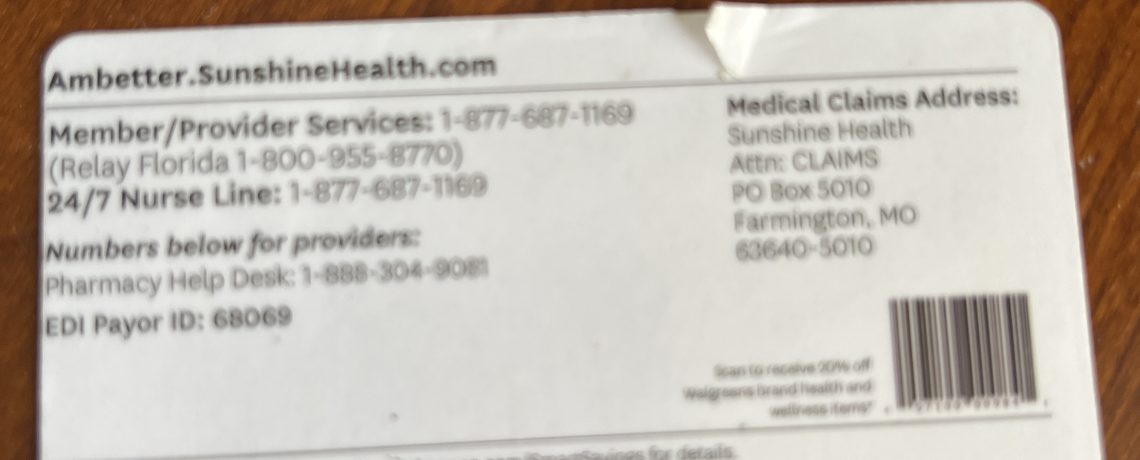 Ambetter.SunshineHealth.com
Member/Provider Services: 1-877-687-1169
(Relay Florida 1-800-955-8770)
24/7 Nurse Line: 1-877-687-1169
Numbers below for providers:
Pharmacy Help Desk: 1-888-304-9081
EDI Payor ID: 68069
Medical Claims Address:
Sunshine Health
Attn: CLAIMS
PO Box 5010
Farmington, MO
63640-5010
Scan to receive 20% off
Walgreens brand health and
wellness items*
for details.